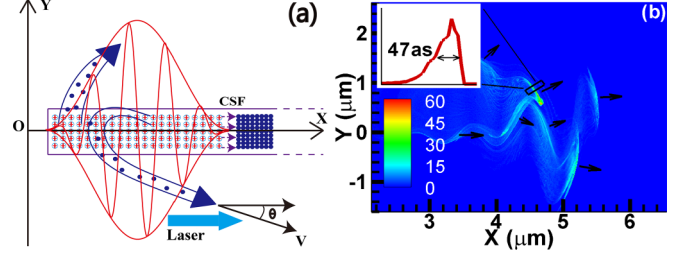 Y
(a)
CSF
X
O
θ
Laser
V
(b)
47as
2
1
0
-1
60
45
30
15
0
Y (μm)
3
4
5
6
X (μm)